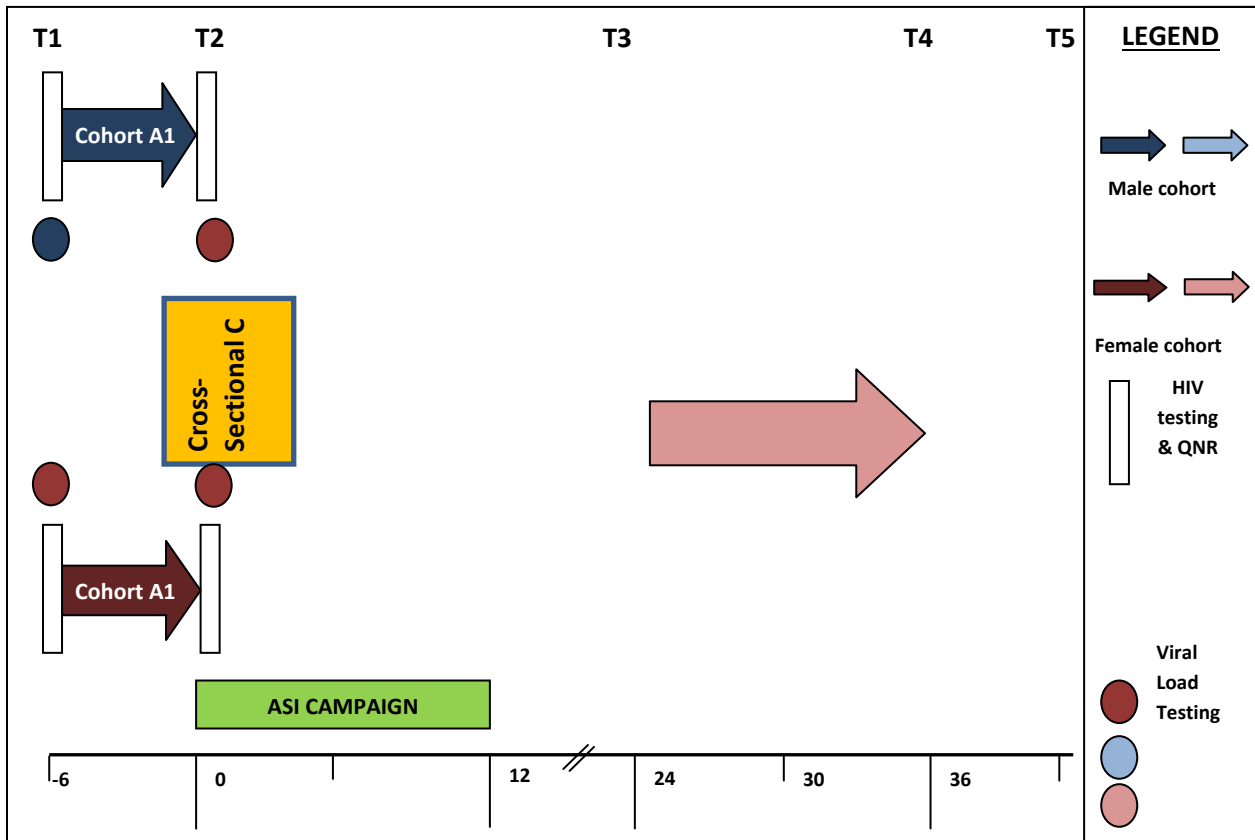 T1 T2 T3 T4 T5
LEGEND
Cohort A1
Male cohort
Cross-
Sectional C
Female cohort
HIV
testing
& QNR
Cohort A1
Viral
Load
Testing
ASI CAMPAIGN
-6 0 12 24 30 36